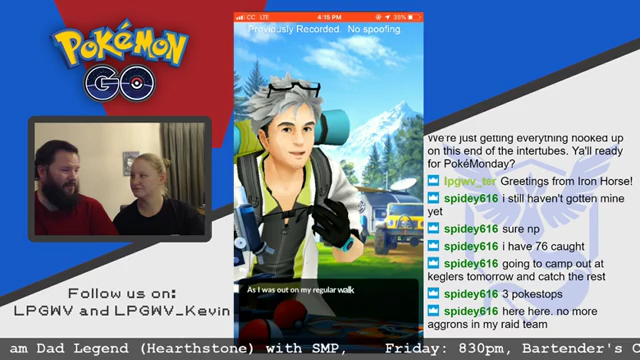 POKéMON
GO
CC LTE 4:15 PM 35%
Previously Recorded. No spoofing
As I was out on my regular walk
Follow us on:
LPGWV and LPGWV_Kevin
We're just getting everything hooked up
on this end of the intertubes. Ya'll ready
for PokéMonday?
lpgwv_ter Greetings from Iron Horse!
spidey616 i still haven't gotten mine
yet
spidey616 sure np
spidey616 i have 76 caught
spidey616 going to camp out at
keglers tomorrow and catch the rest
spidey616 3 pokestops
spidey616 here here. no more
aggrons in my raid team
am Dad Legend (Hearthstone) with SMP, Friday: 830pm, Bartender's C